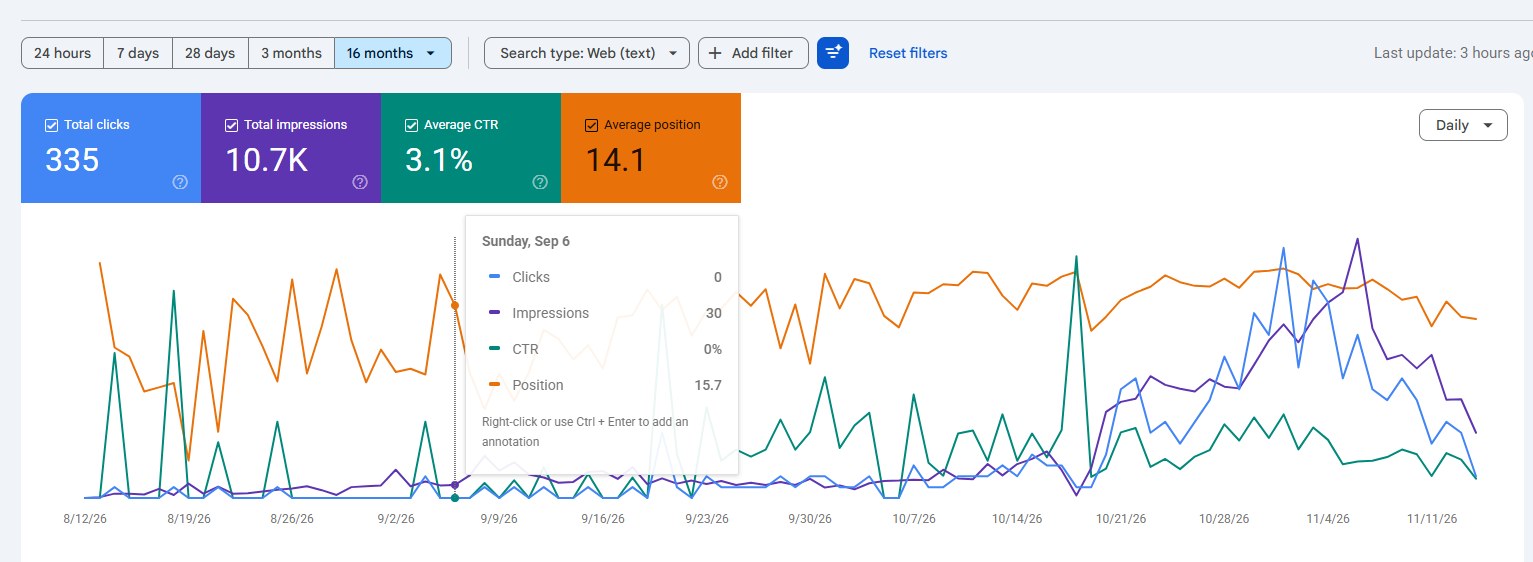 24 hours 7 days 28 days 3 months 16 months Search type: Web (text) Add filter Reset filters Last update: 3 hours
Total clicks Total impressions Average CTR Average position Daily
335 10.7K 3.1% 14.1
Sunday, Sep 6
Clicks 0
Impressions 30
CTR 0%
Position 15.7
Right-click or use Ctrl + Enter to add an
annotation
8/12/26 8/19/26 8/26/26 9/2/26 9/9/26 9/16/26 9/23/26 9/30/26 10/7/26 10/14/26 10/21/26 10/28/26 11/4/26 11/11/26